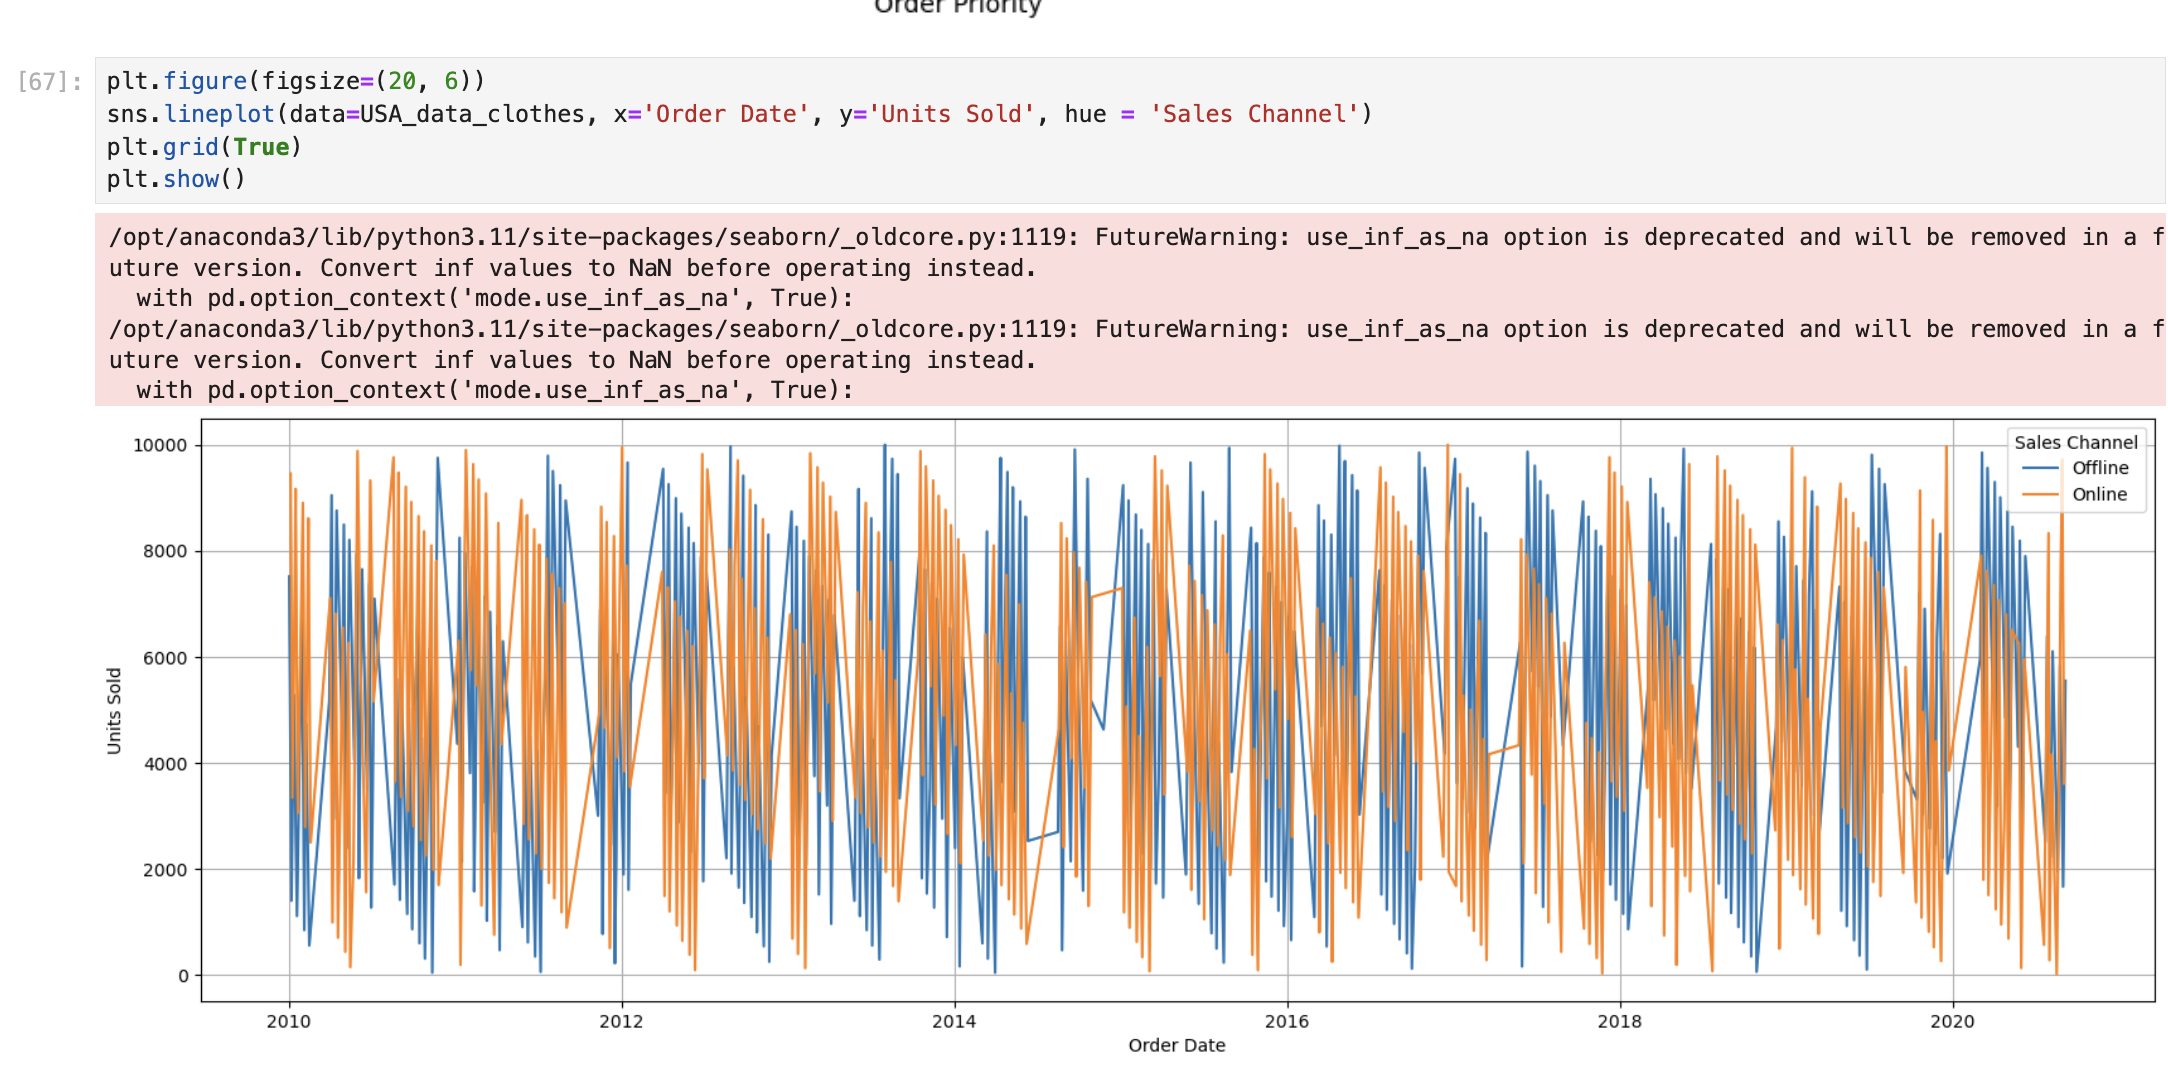 Order Priority
[67]:
plt.figure(figsize=(20, 6))
sns.lineplot(data=USA_data_clothes, x='Order Date', y='Units Sold', hue = 'Sales Channel')
plt.grid(True)
plt.show()
/opt/anaconda3/lib/python3.11/site-packages/seaborn/_oldcore.py:1119: FutureWarning: use_inf_as_na option is deprecated and will be removed in a f
uture version. Convert inf values to NaN before operating instead.
  with pd.option_context('mode.use_inf_as_na', True):
/opt/anaconda3/lib/python3.11/site-packages/seaborn/_oldcore.py:1119: FutureWarning: use_inf_as_na option is deprecated and will be removed in a f
uture version. Convert inf values to NaN before operating instead.
  with pd.option_context('mode.use_inf_as_na', True):
Sales Channel
Offline
Online
10000
8000
6000
4000
2000
0
Units Sold
2010 2012 2014 2016 2018 2020
Order Date